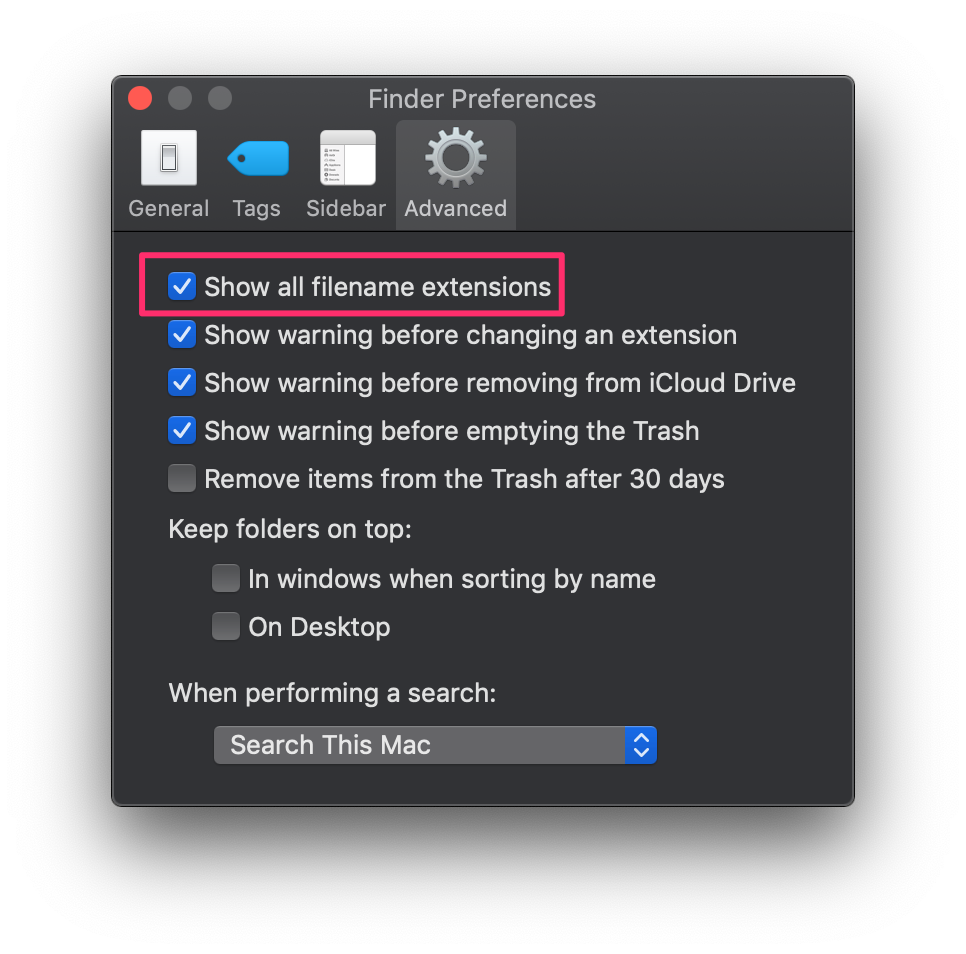 Finder Preferences
General Tags Sidebar Advanced
Show all filename extensions
Show warning before changing an extension
Show warning before removing from iCloud Drive
Show warning before emptying the Trash
Remove items from the Trash after 30 days
Keep folders on top:
In windows when sorting by name
On Desktop
When performing a search:
Search This Mac